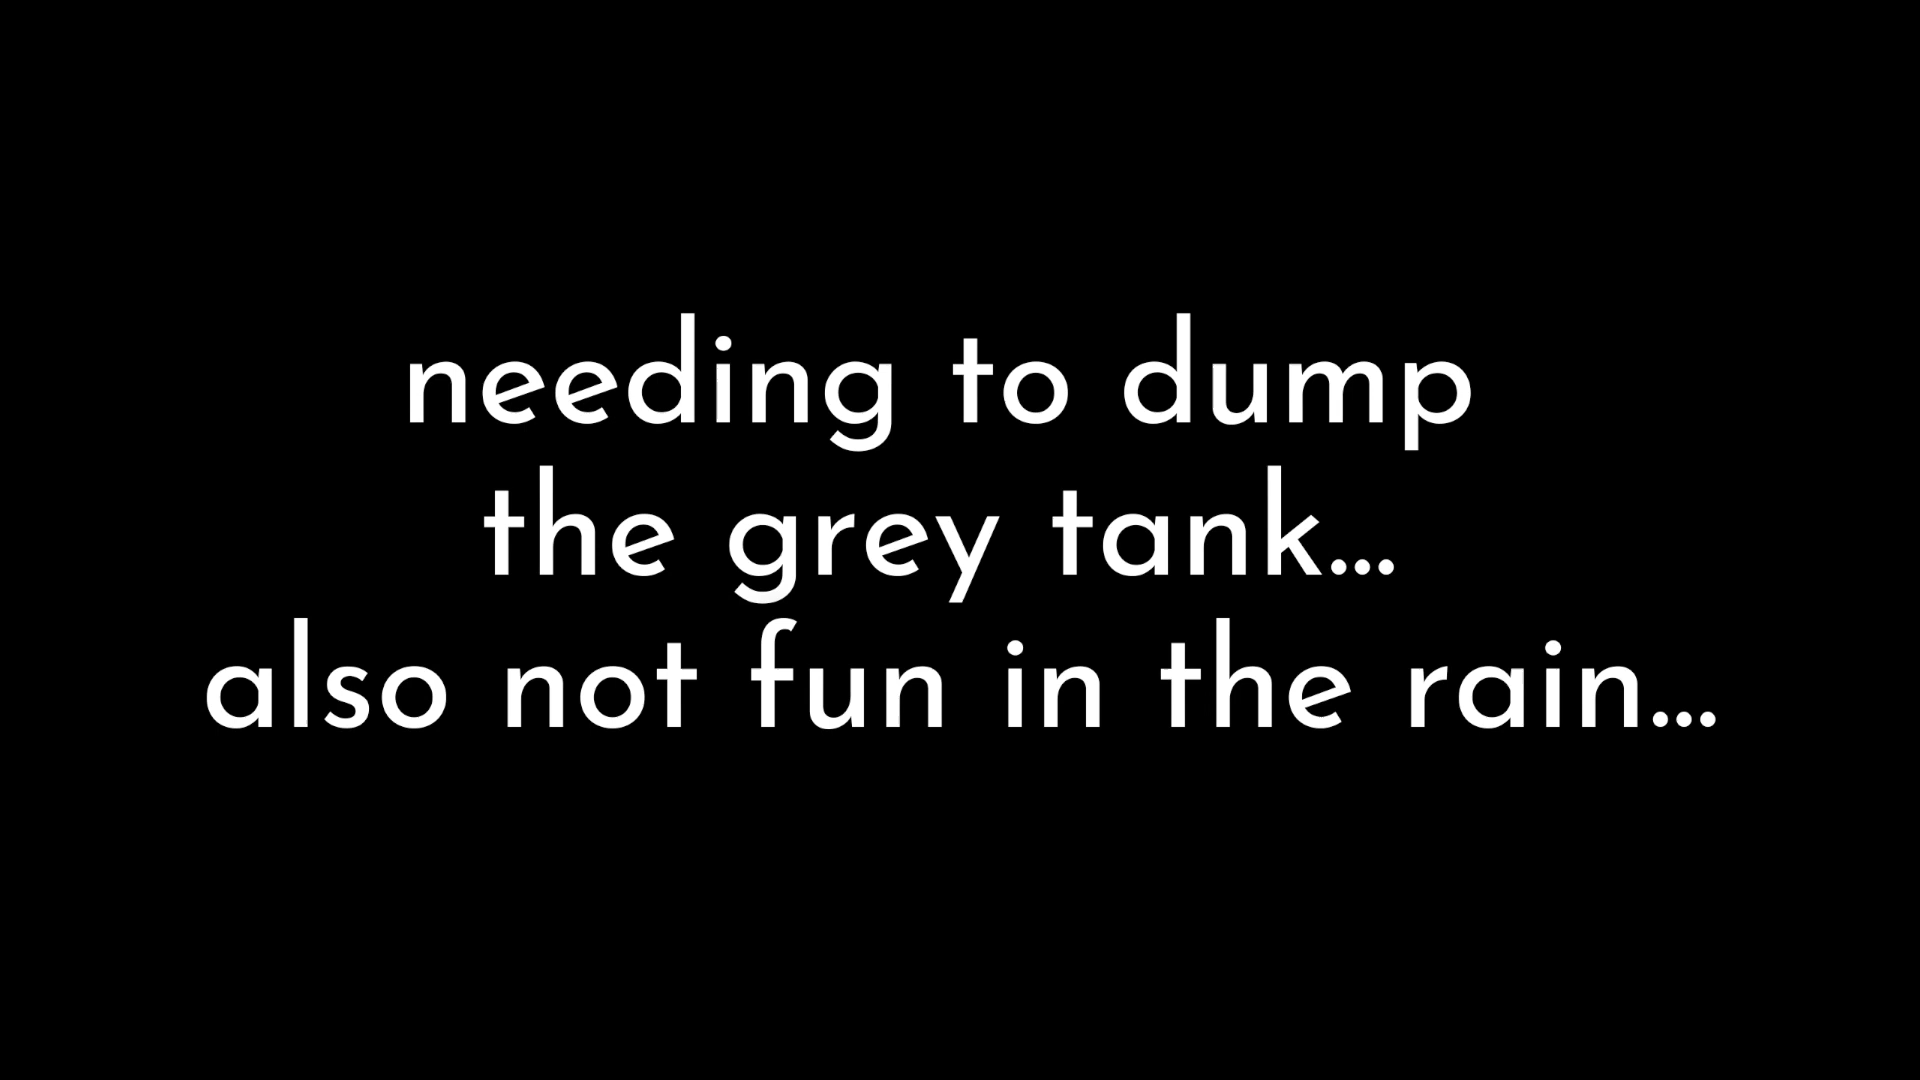 needing to dump
the grey tank...
also not fun in the rain...